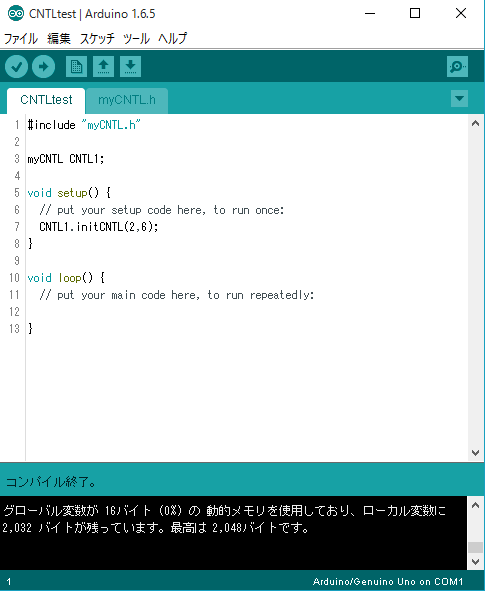 CNTLtest | Arduino 1.6.5
ファイル 編集 スケッチ ツール ヘルプ
CNTLtest myCNTL.h
1 #include "myCNTL.h"
2
3 myCNTL CNTL1;
4
5 void setup() {
6 // put your setup code here, to run once:
7 CNTL1.initCNTL(2,6);
8 }
9
10 void loop() {
11 // put your main code here, to run repeatedly:
12
13 }
コンパイル終了。
グローバル変数が 16バイト (0%) の 動的メモリを使用しており、ローカル変数に
2,032 バイトが残っています。最高は 2,048バイトです。
1 Arduino/Genuino Uno on COM1